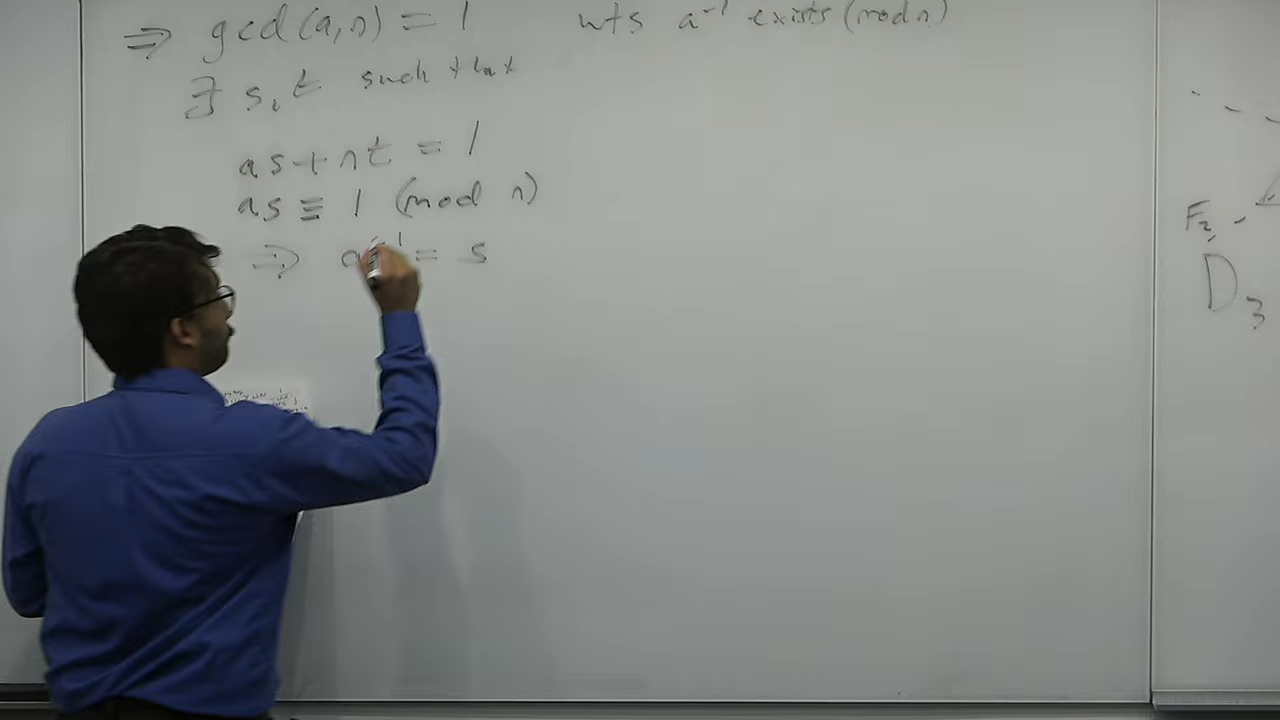 ⇒ gcd(a,n) = 1 wts a⁻¹ exists (mod n)
∃ s, t such that
as + nt = 1
as ≡ 1 (mod n)
⇒ a⁻¹ = s
F₂,
D₃